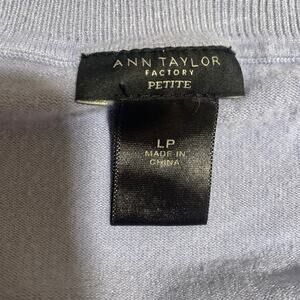 ANN TAYLOR
FACTORY
PETITE
LP
MADE IN
CHINA